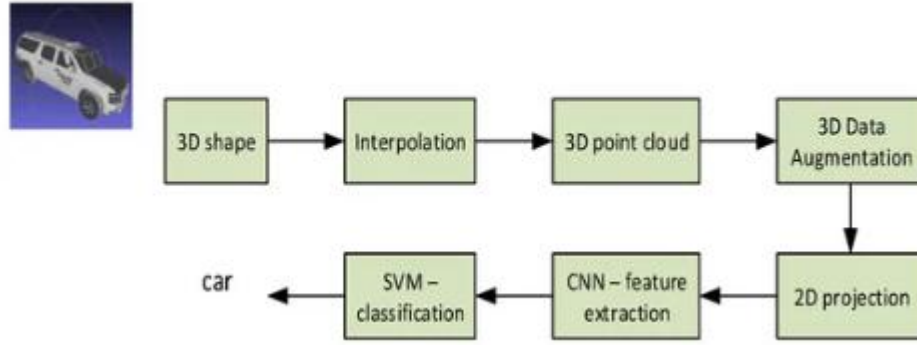 3D shape
Interpolation
3D point cloud
3D Data
Augmentation
2D projection
CNN – feature
extraction
SVM –
classification
car